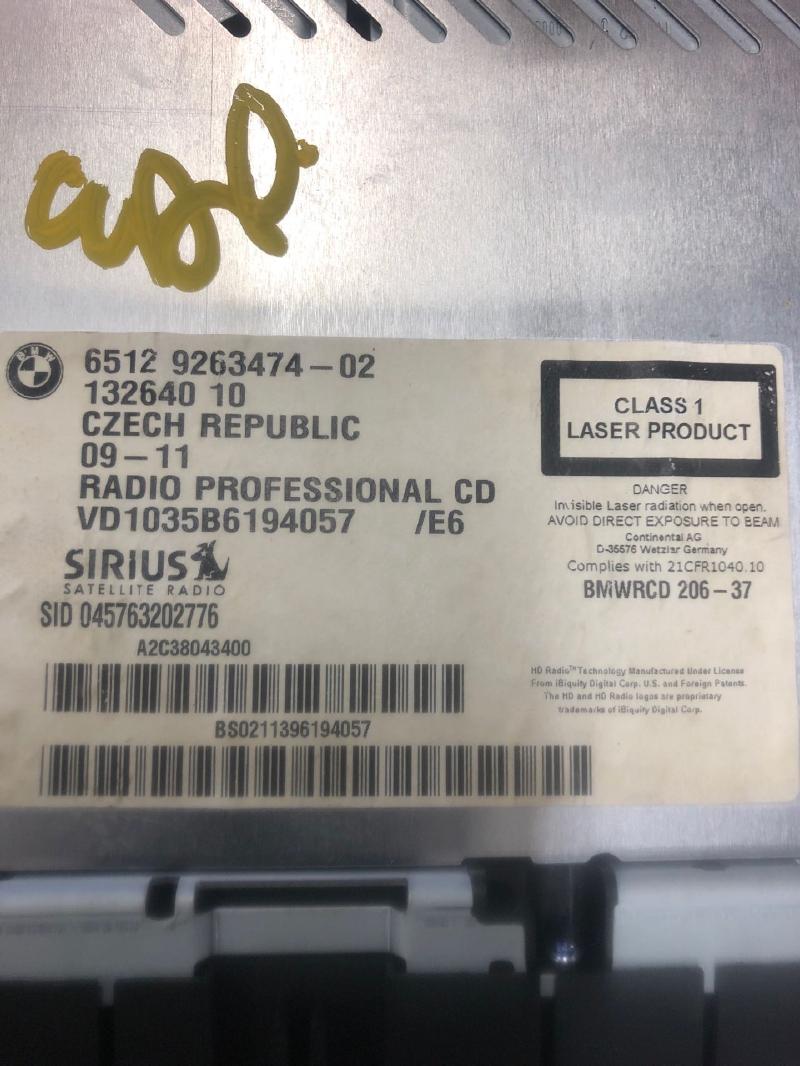 BMW
6512 9263474-02
132640 10
CZECH REPUBLIC
09-11
RADIO PROFESSIONAL CD
VD1035B6194057 /E6
SIRIUS
SATELLITE RADIO
SID 045763202776
A2C38043400
BS0211396194057
CLASS 1
LASER PRODUCT
DANGER
Invisible Laser radiation when open.
AVOID DIRECT EXPOSURE TO BEAM
Continental AG
D-35576 Wetzlar Germany
Complies with 21CFR1040.10
BMWRCD 206-37
HD Radio™ Technology Manufactured Under License
From iBiquity Digital Corp. U.S. and Foreign Patents.
The HD and HD Radio logos are proprietary
trademarks of iBiquity Digital Corp.